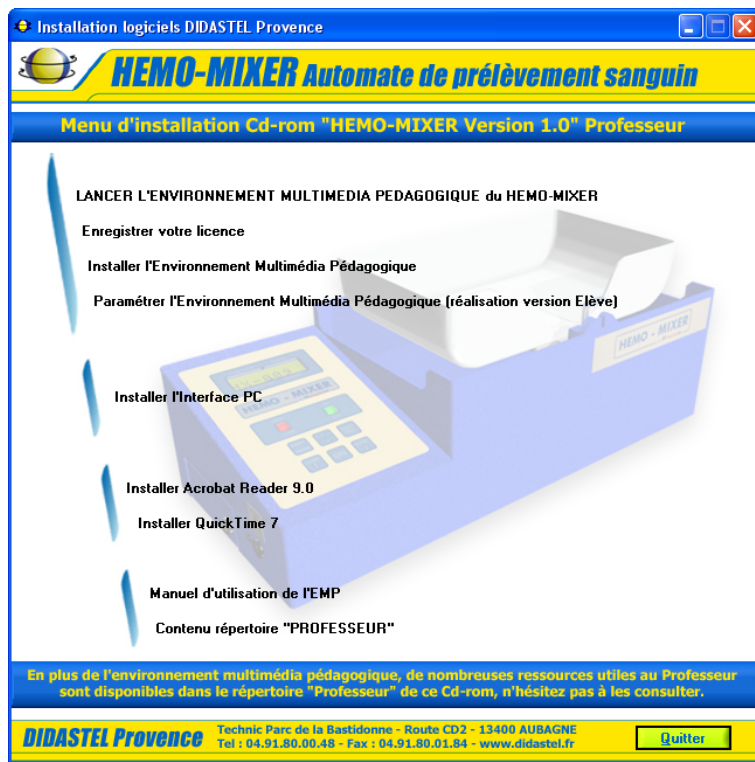 Installation logiciels DIDASTEL Provence
HEMO-MIXER Automate de prélèvement sanguin
Menu d'installation Cd-rom "HEMO-MIXER Version 1.0" Professeur
LANCER L'ENVIRONNEMENT MULTIMEDIA PEDAGOGIQUE du HEMO-MIXER
Enregistrer votre licence
Installer l'Environnement Multimédia Pédagogique
Paramétrer l'Environnement Multimédia Pédagogique (réalisation version Elève)
HEMO - MIXER
Installer l'Interface PC
HEMO - MIXER
Installer Acrobat Reader 9.0
Installer QuickTime 7
Manuel d'utilisation de l'EMP
Contenu répertoire "PROFESSEUR"
En plus de l'environnement multimédia pédagogique, de nombreuses ressources utiles au Professeur
sont disponibles dans le répertoire "Professeur" de ce Cd-rom, n'hésitez pas à les consulter.
DIDASTEL Provence
Technic Parc de la Bastidonne - Route CD2 - 13400 AUBAGNE
Tel : 04.91.80.00.48 - Fax : 04.91.80.01.84 - www.didastel.fr
Quitter